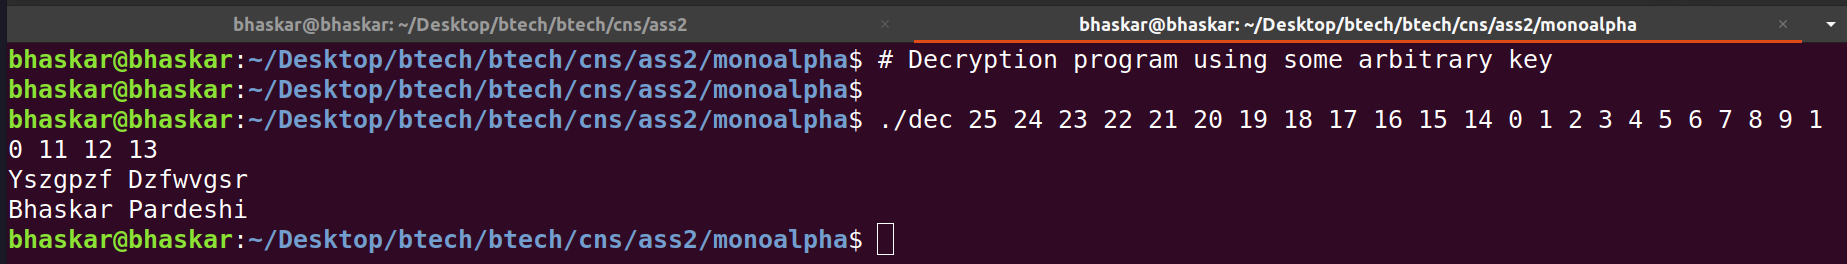 bhaskar@bhaskar: ~/Desktop/btech/btech/cns/ass2 × bhaskar@bhaskar: ~/Desktop/btech/btech/cns/ass2/monoalpha ×
bhaskar@bhaskar:~/Desktop/btech/btech/cns/ass2/monoalpha$ # Decryption program using some arbitrary key
bhaskar@bhaskar:~/Desktop/btech/btech/cns/ass2/monoalpha$
bhaskar@bhaskar:~/Desktop/btech/btech/cns/ass2/monoalpha$ ./dec 25 24 23 22 21 20 19 18 17 16 15 14 0 1 2 3 4 5 6 7 8 9 1
0 11 12 13
Yszgpzf Dzfwvgsr
Bhaskar Pardeshi
bhaskar@bhaskar:~/Desktop/btech/btech/cns/ass2/monoalpha$